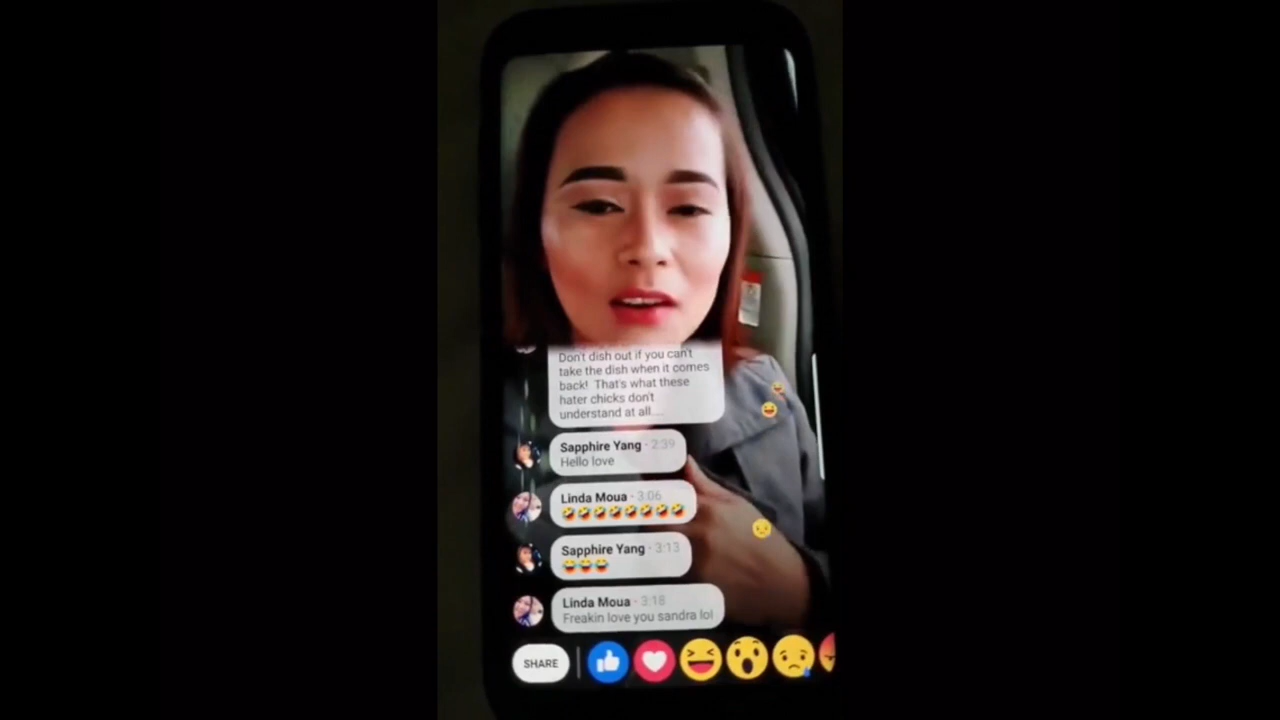 Don't dish out if you can't
take the dish when it comes
back! That's what these
hater chicks don't
understand at all....
Sapphire Yang · 2:39
Hello love
Linda Moua · 3:06
🤣🤣🤣🤣🤣🤣🤣🤣
Sapphire Yang · 3:13
😂😂😂
Linda Moua · 3:18
Freakin love you sandra lol
SHARE